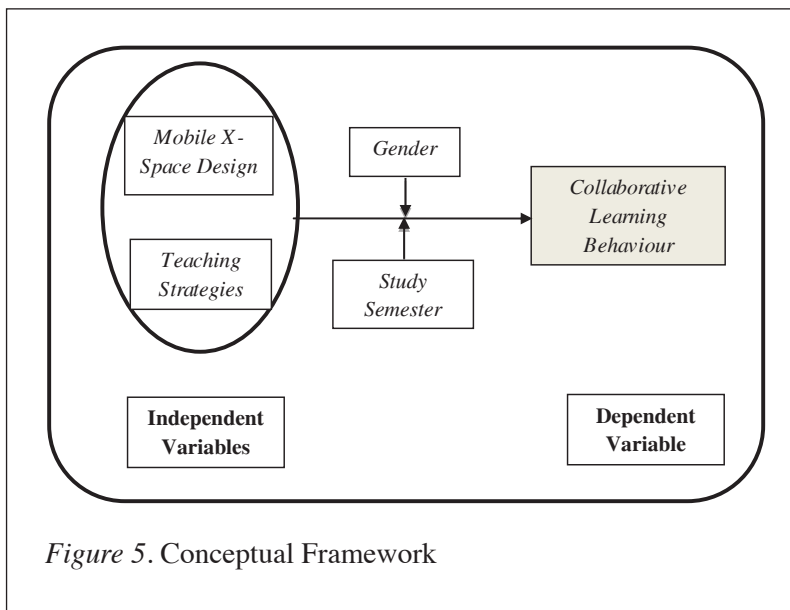 Mobile X-
Space Design
Teaching
Strategies
Gender
Study
Semester
Collaborative
Learning
Behaviour
Independent
Variables
Dependent
Variable
Figure 5. Conceptual Framework